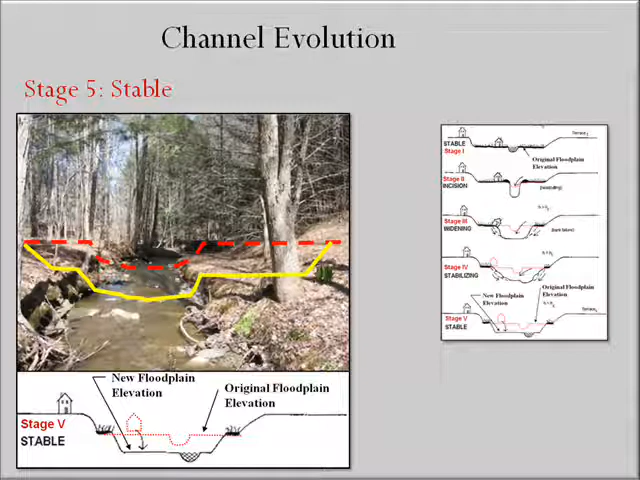 Channel Evolution
Stage 5: Stable
New Floodplain
Elevation
Original Floodplain
Elevation
Stage V
STABLE
STABLE
Stage I
Original Floodplain
Elevation
Stage II
INCISION
Stage III
WIDENING
Stage IV
STABILIZING
New Floodplain
Elevation
Original Floodplain
Elevation
Stage V
STABLE